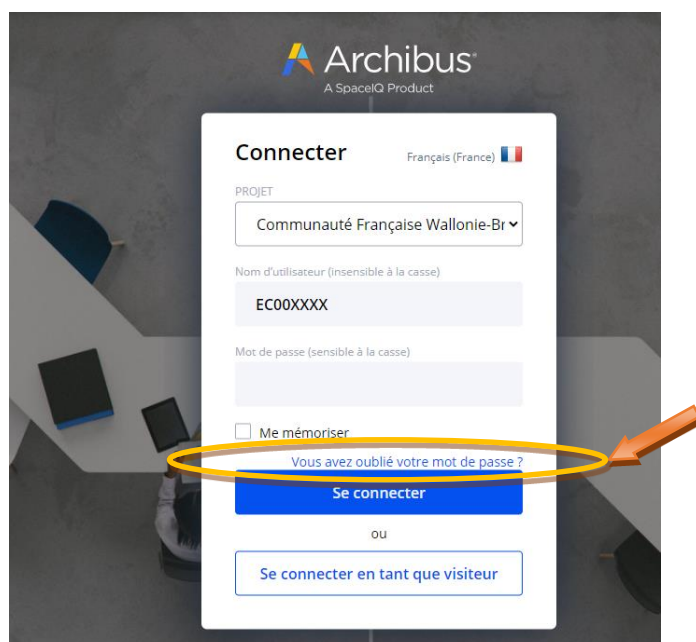 Archibus
A SpaceIQ Product
Connecter
Français (France)
PROJET
Communauté Française Wallonie-Br
Nom d'utilisateur (insensible à la casse)
EC00XXXX
Mot de passe (sensible à la casse)
Me mémoriser
Vous avez oublié votre mot de passe ?
Se connecter
ou
Se connecter en tant que visiteur